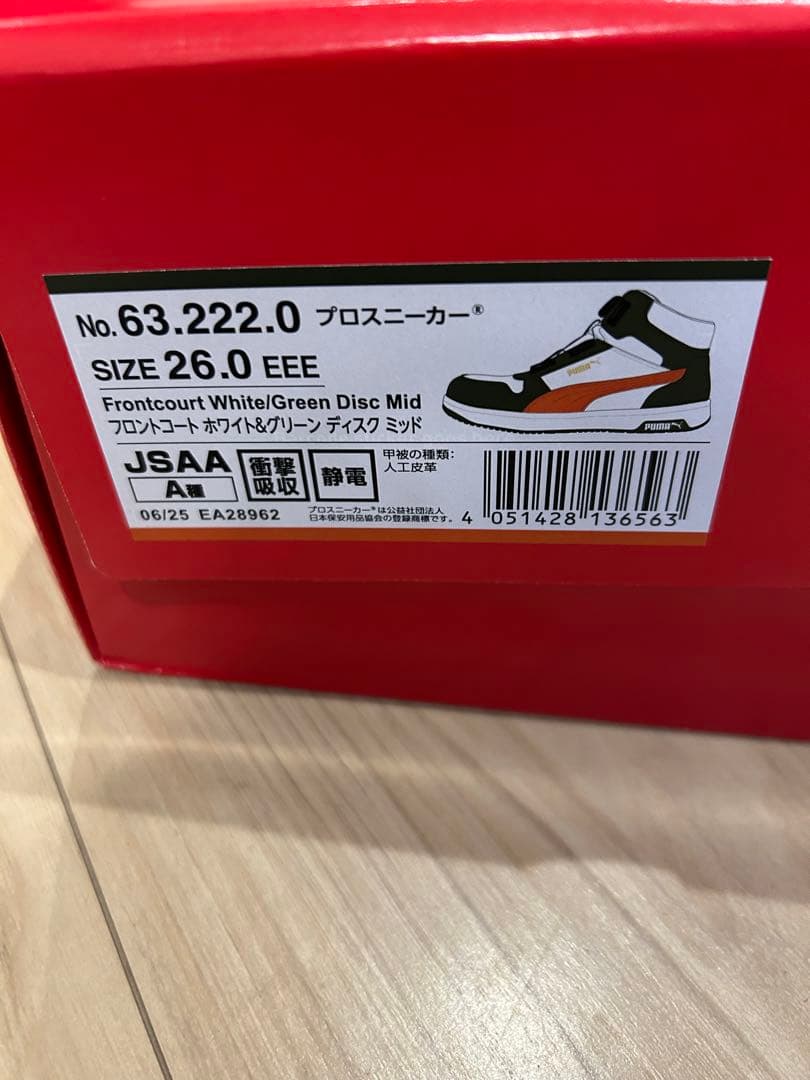 No.63.222.0 プロスニーカー®
SIZE 26.0 EEE
Frontcourt White/Green Disc Mid
フロントコート ホワイト&グリーン ディスク ミッド
PUMA
PUMA
JSAA
A種
衝撃
吸収
静電
甲被の種類:
人工皮革
06/25 EA28962
プロスニーカー®は公益社団法人
日本保安用品協会の登録商標です。
4 051428 136563